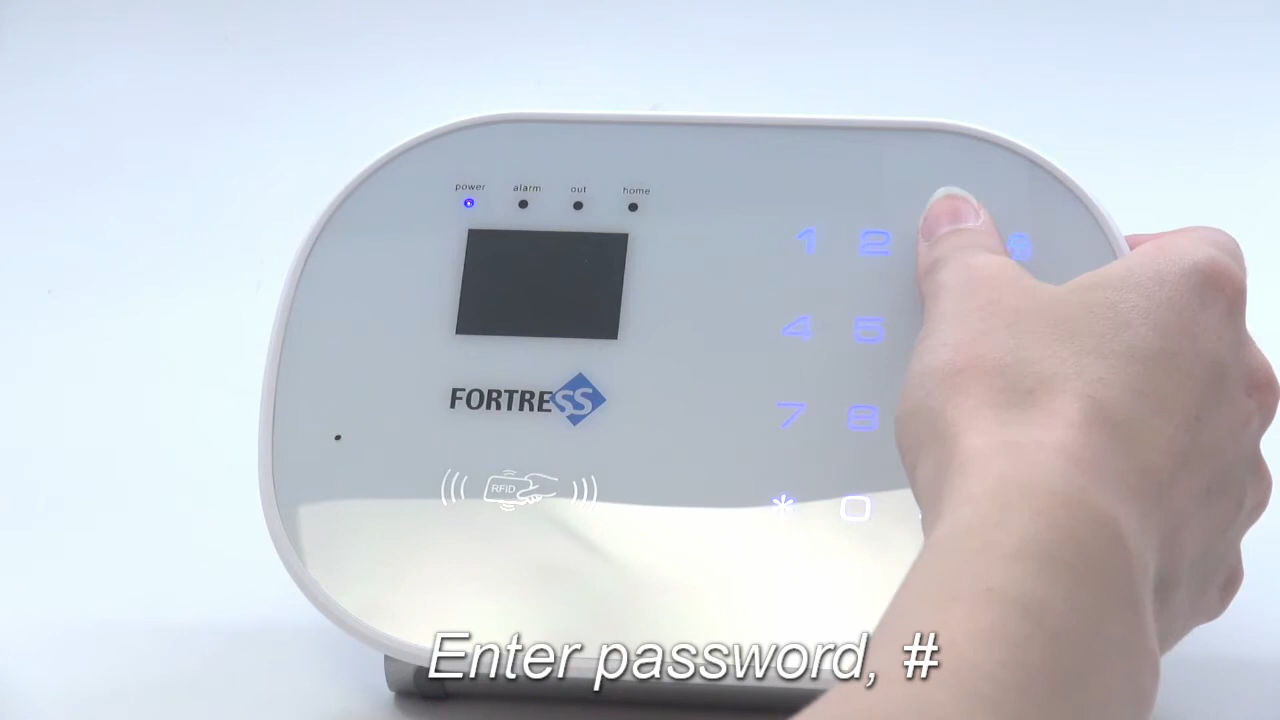 power alarm out home
1 2
4 5
FORTRESS
7 8
RFID
* 0
Enter password, #